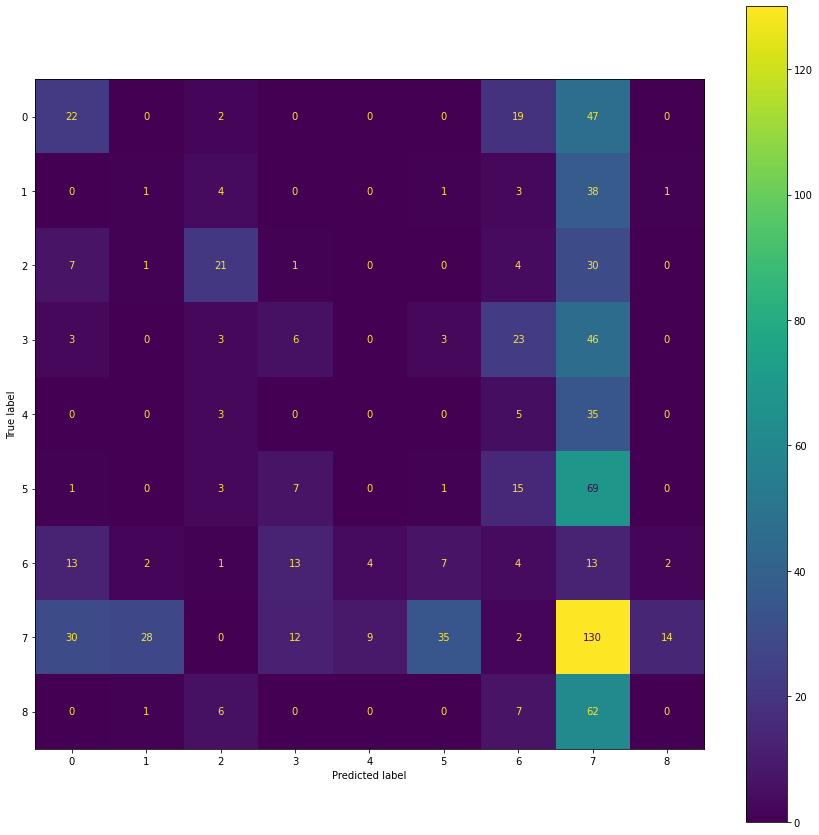 0 22 0 2 0 0 0 19 47 0
1 0 1 4 0 0 1 3 38 1
2 7 1 21 1 0 0 4 30 0
3 3 0 3 6 0 3 23 46 0
4 0 0 3 0 0 0 5 35 0
5 1 0 3 7 0 1 15 69 0
6 13 2 1 13 4 7 4 13 2
7 30 28 0 12 9 35 2 130 14
8 0 1 6 0 0 0 7 62 0
0 1 2 3 4 5 6 7 8
Predicted label
True label
120
100
80
60
40
20
0